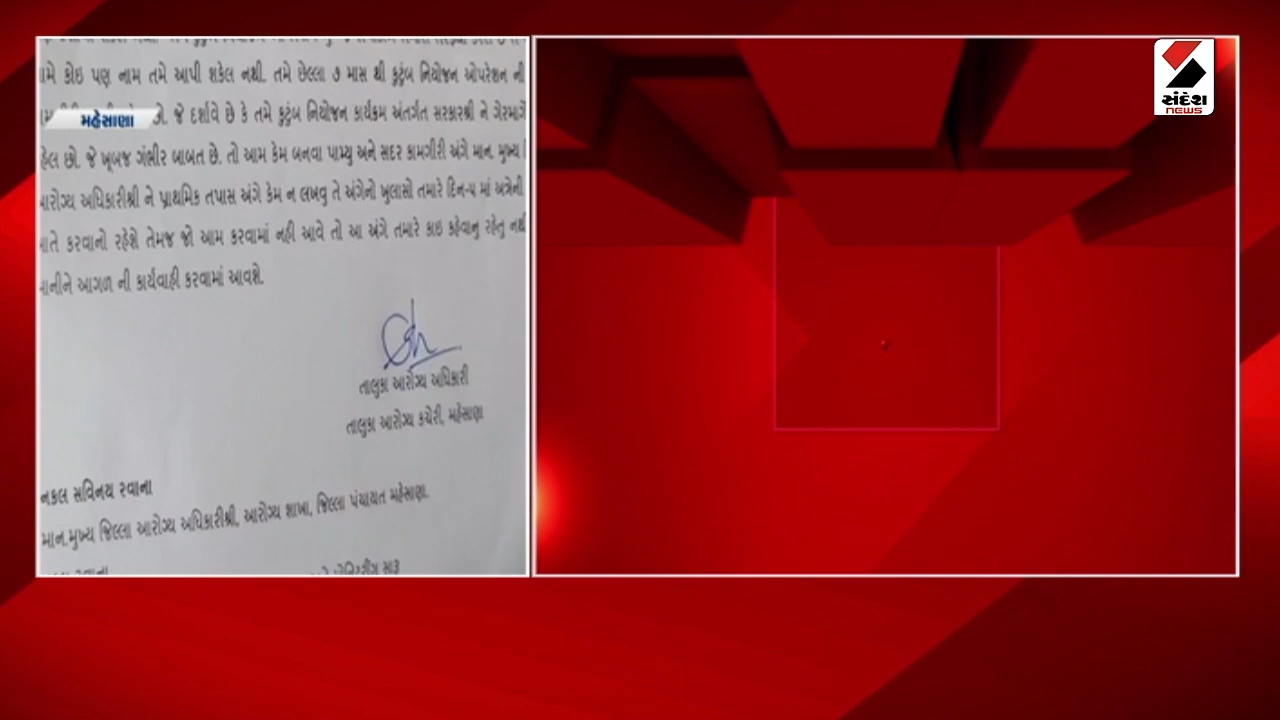 મે કોઇ પણ નામ તમે આપી શકેલ નથી. તમે છેલ્લા ૭ માસ થી કુટુંબ નિયોજન ઓપરેશન ની
મહેસાણા
જે દર્શાવે છે કે તમે કુટુંબ નિયોજન કાર્યક્રમ અંતર્ગત સરકારશ્રી ને
છો. જે ખૂબજ ગંભીર બાબત છે. તો આમ કેમ બનવા પામ્યુ અને સદર કામગીરી અંગે માન. મુખ્ય
આરોગ્ય અધિકારીશ્રી ને પ્રાથમિક તપાસ અંગે કેમ ન લખવુ તે અંગેનો ખુલાસો તમારે દિન-૫ માં અત્રેની
કરવાનો રહેશે તેમજ જો આમ કરવામાં નહી આવે તો આ અંગે તમારે કાઇ કહેવાનુ રહેતુ નથી
માનીને આગળ ની કાર્યવાહી કરવામાં આવશે.
તાલુકા આરોગ્ય અધિકારી
તાલુકા આરોગ્ય કચેરી, મહેસાણા
નકલ સવિનય રવાના
માન.મુખ્ય જિલ્લા આરોગ્ય અધિકારીશ્રી, આરોગ્ય શાખા, જિલ્લા પંચાયત મહેસાણા.
સંદેશ
NEWS